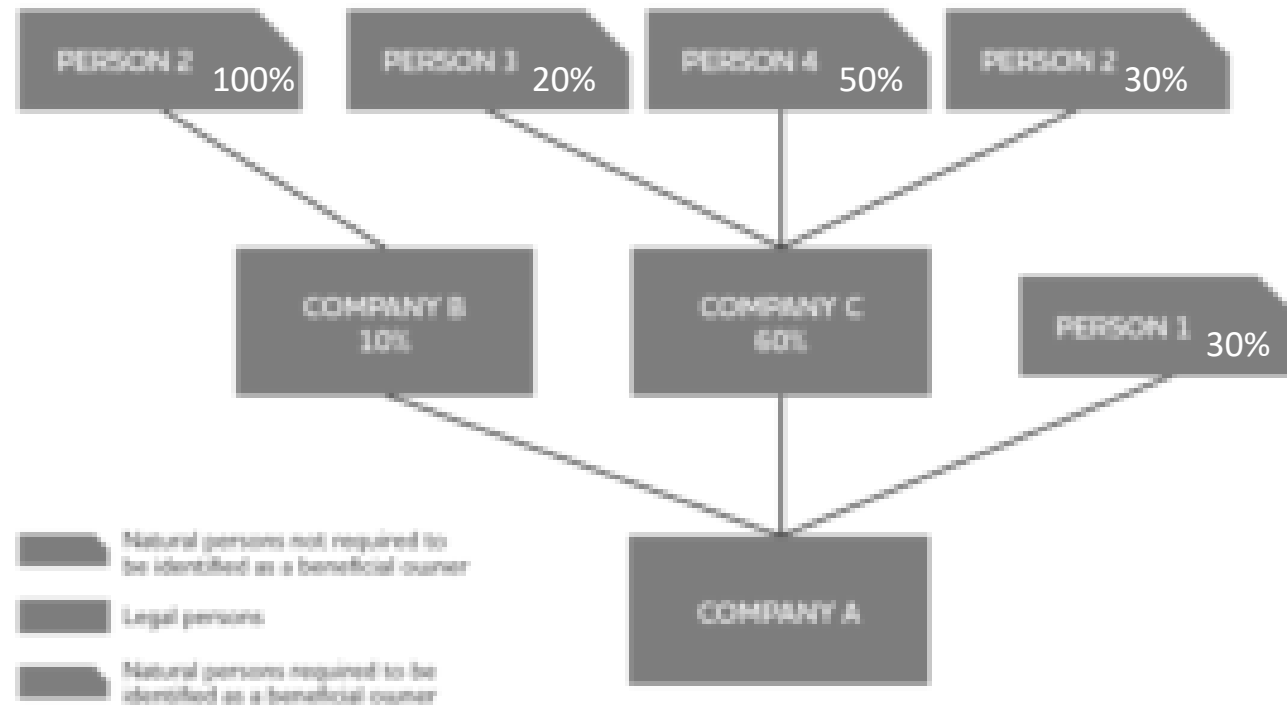 PERSON 2 100%
PERSON 3 20%
PERSON 4 50%
PERSON 2 30%
COMPANY B
10%
COMPANY C
60%
PERSON 1 30%
COMPANY A
Natural persons not required to
be identified as a beneficial owner
Legal persons
Natural persons required to be
identified as a beneficial owner